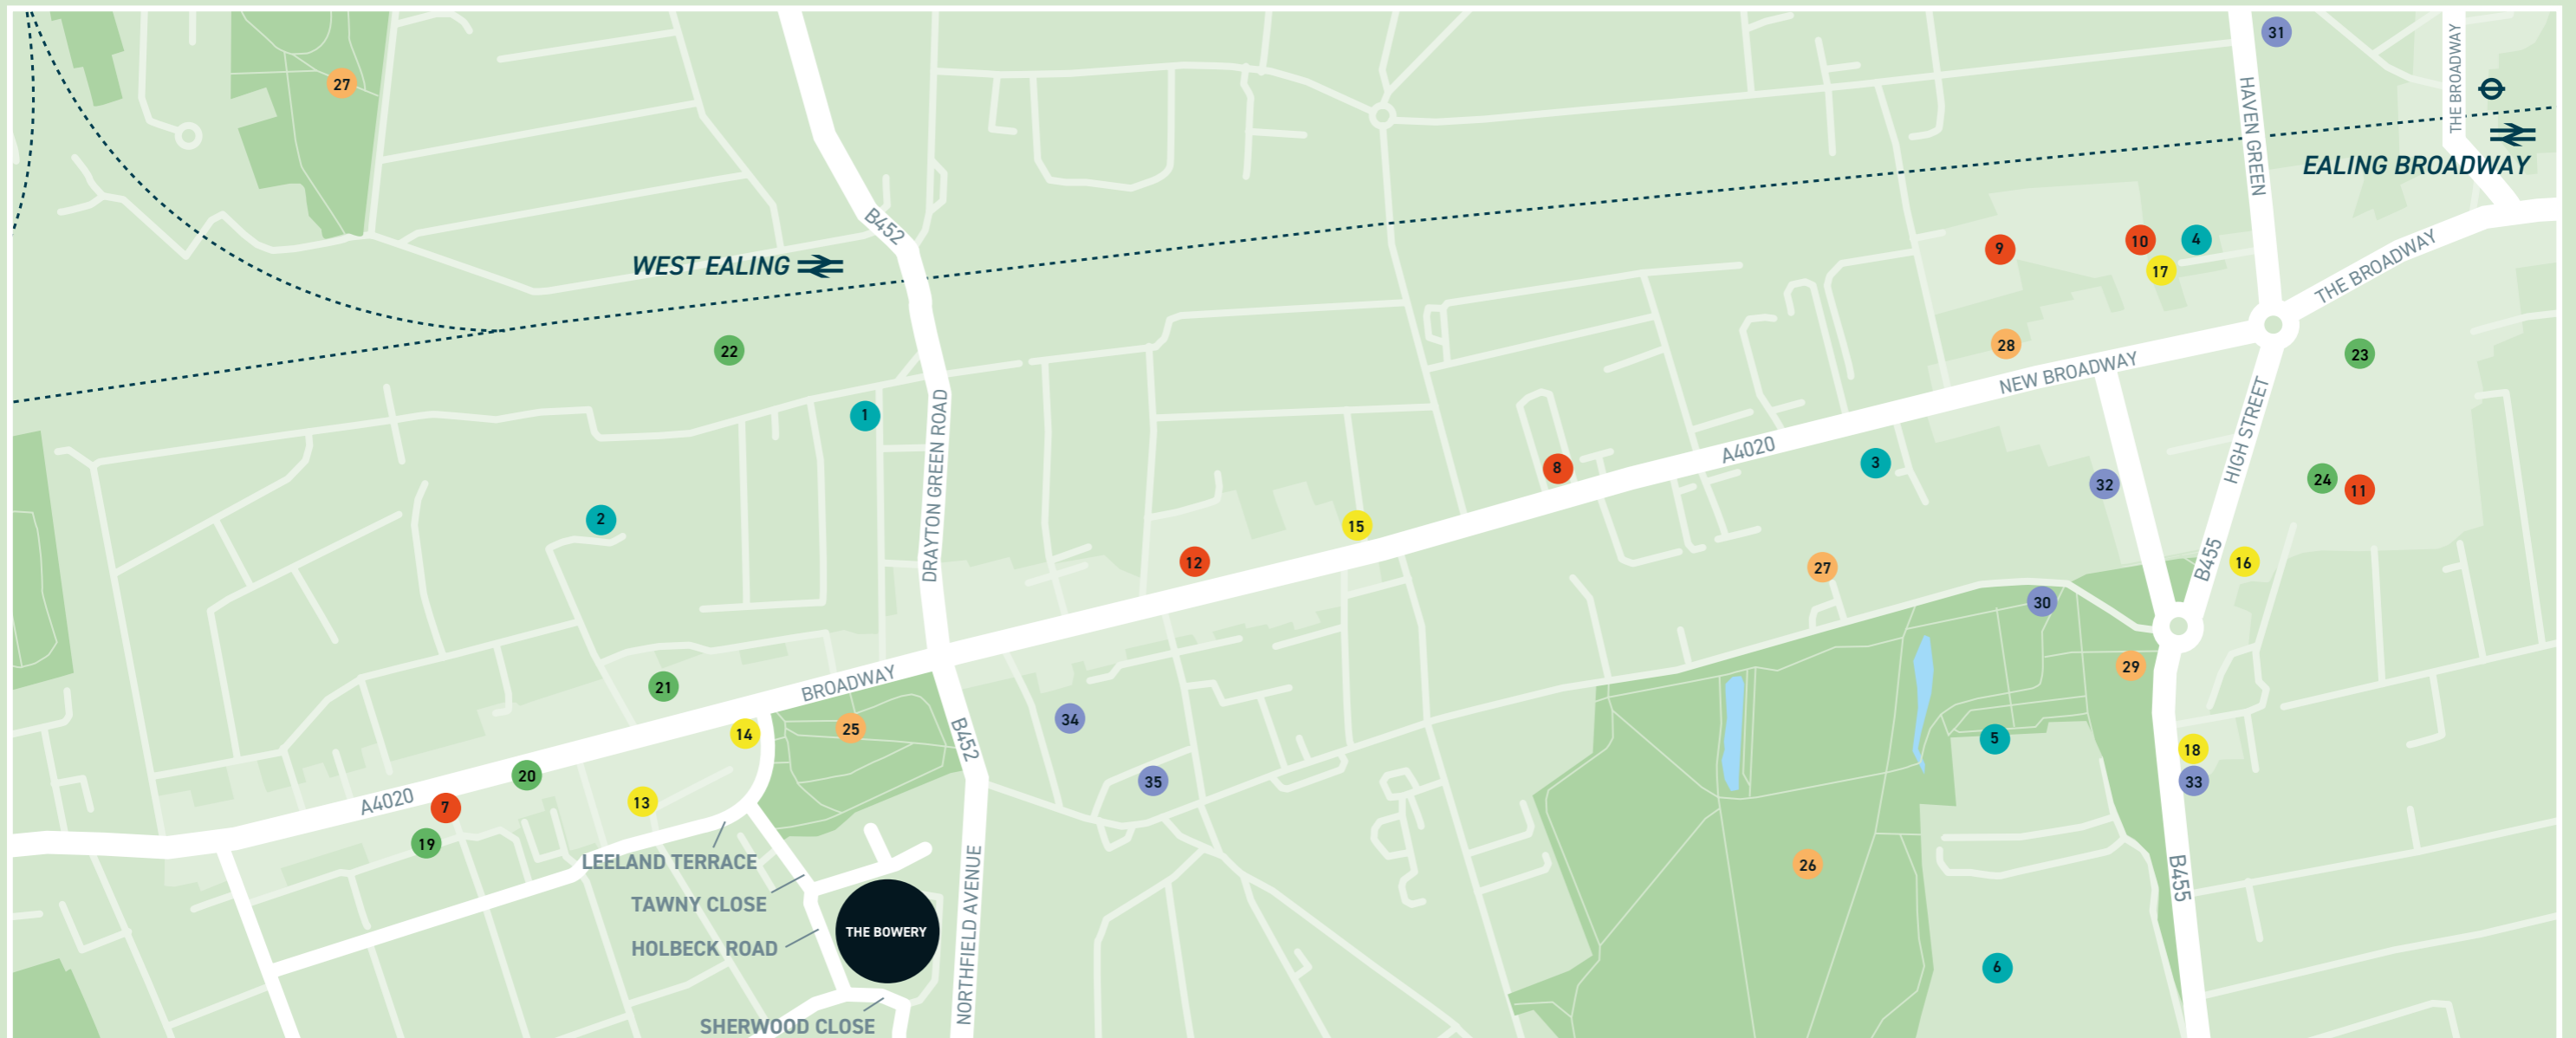 31
THE BROADWAY
27
HAVEN GREEN
EALING BROADWAY
B452
9
10
4
THE BROADWAY
WEST EALING
17
22
28
23
NEW BROADWAY
1
DRAYTON GREEN ROAD
HIGH STREET
A4020
3
8
32
24
11
2
15
12
27
B455
16
30
29
21
BROADWAY
14
25
34
B452
5
18
20
35
33
A4020
7
13
19
LEELAND TERRACE
26
B455
TAWNY CLOSE
THE BOWERY
HOLBECK ROAD
NORTHFIELD AVENUE
6
SHERWOOD CLOSE